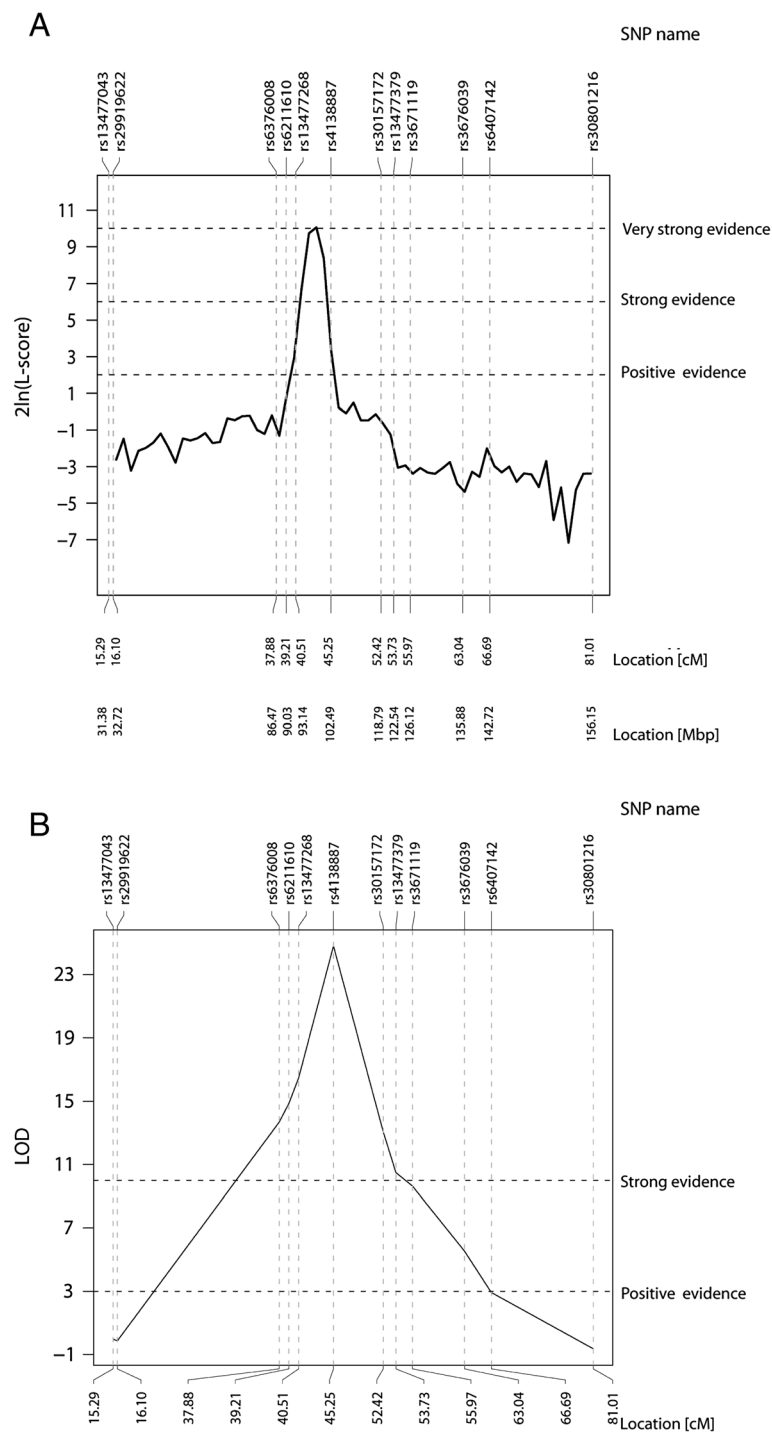 A
SNP name
rs13477043
rs29919622
rs6376008
rs6211610
rs13477268
rs4138887
rs30157172
rs13477379
rs3671119
rs3676039
rs6407142
rs30801216
2ln(L-score)
11
9
7
5
3
1
−1
−3
−5
−7
Very strong evidence
Strong evidence
Positive evidence
15.29
16.10
37.88
39.21
40.51
45.25
52.42
53.73
55.97
63.04
66.69
81.01
Location [cM]
31.38
32.72
86.47
90.03
93.14
102.49
118.79
122.54
126.12
135.88
142.72
156.15
Location [Mbp]
B
SNP name
rs13477043
rs29919622
rs6376008
rs6211610
rs13477268
rs4138887
rs30157172
rs13477379
rs3671119
rs3676039
rs6407142
rs30801216
LOD
23
19
15
11
7
3
−1
Strong evidence
Positive evidence
15.29
16.10
37.88
39.21
40.51
45.25
52.42
53.73
55.97
63.04
66.69
81.01
Location [cM]